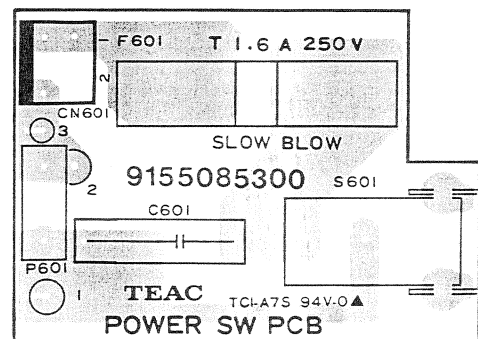 F601 T 1.6 A 250V
2
CN601
SLOW BLOW
3
2
9155085300
S601
C601
P601
1
TEAC
TCI-A7S 94V-0▲
POWER SW PCB